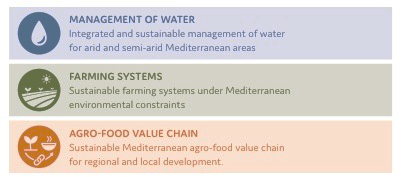 MANAGEMENT OF WATER
Integrated and sustainable management of water
for arid and semi-arid Mediterranean areas
FARMING SYSTEMS
Sustainable farming systems under Mediterranean
environmental constraints
AGRO-FOOD VALUE CHAIN
Sustainable Mediterranean agro-food value chain
for regional and local development.